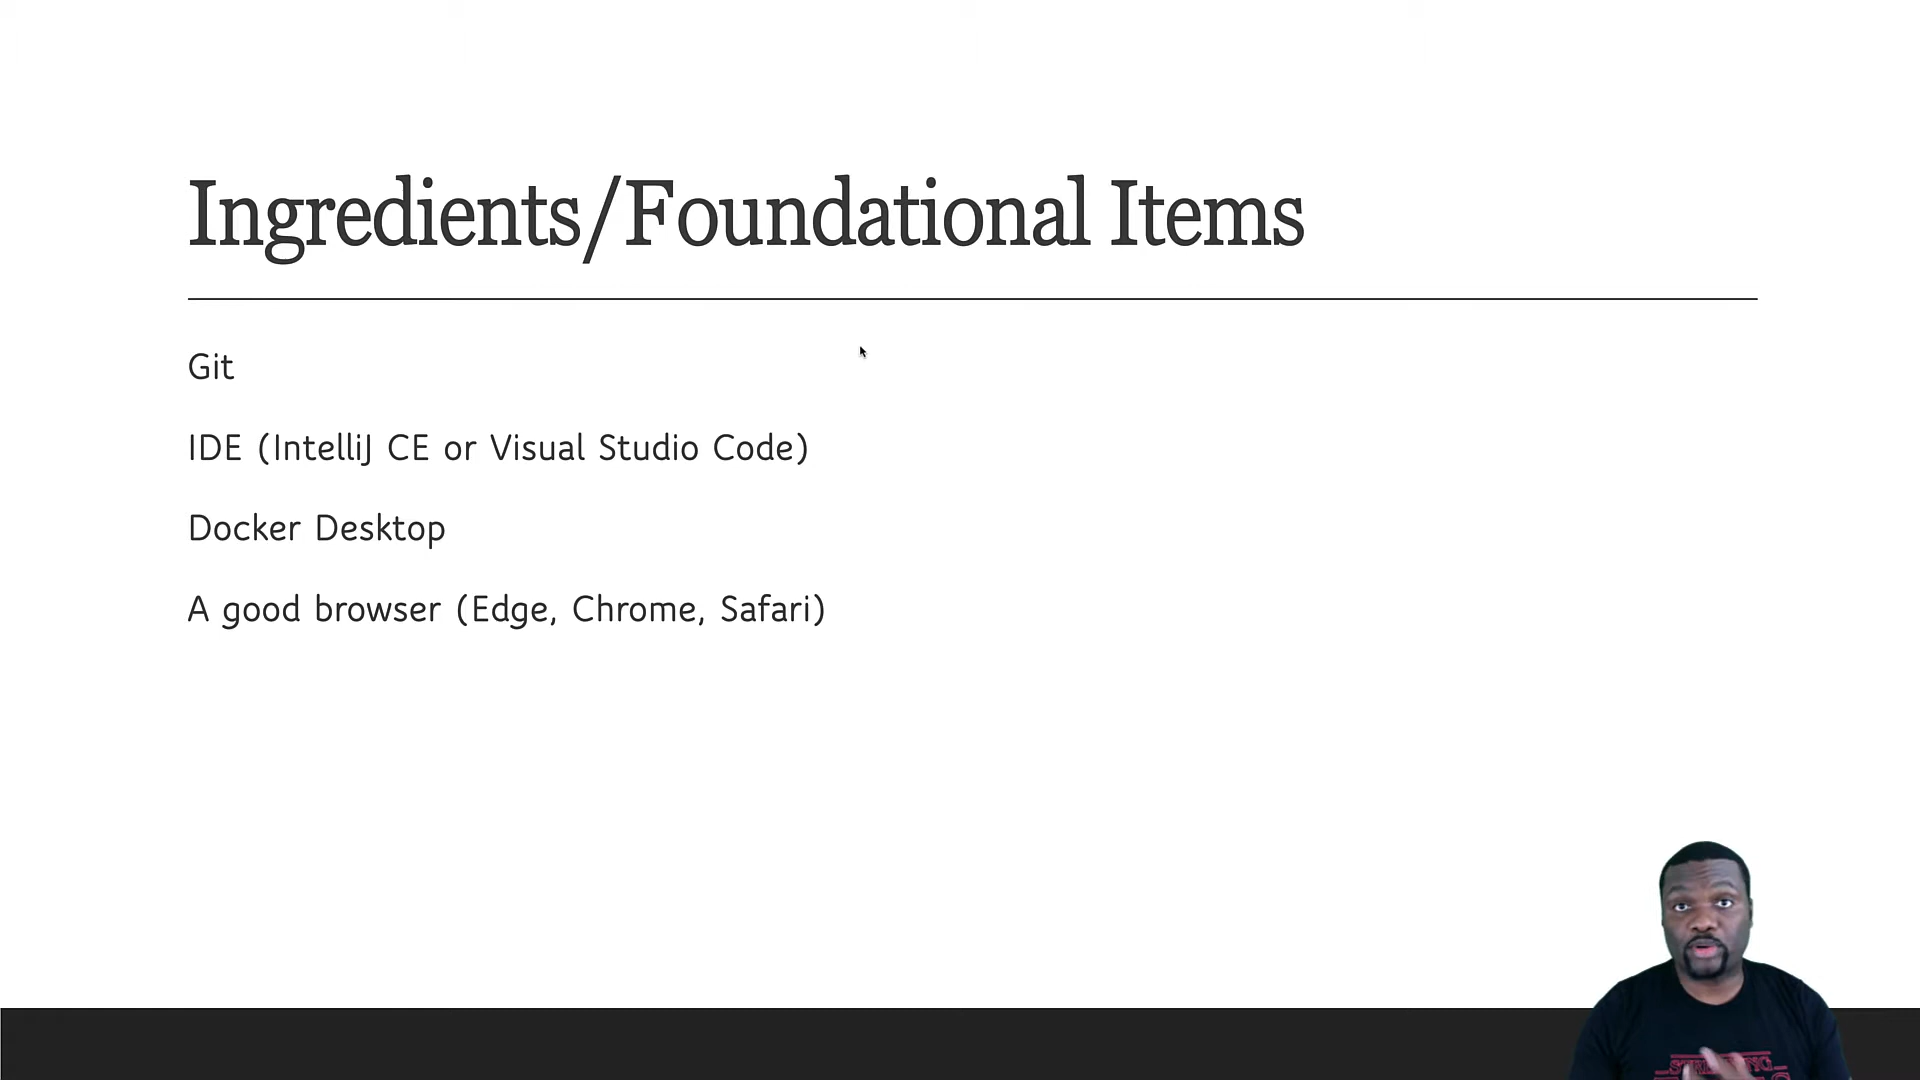 Ingredients/Foundational Items
Git
IDE (IntelliJ CE or Visual Studio Code)
Docker Desktop
A good browser (Edge, Chrome, Safari)